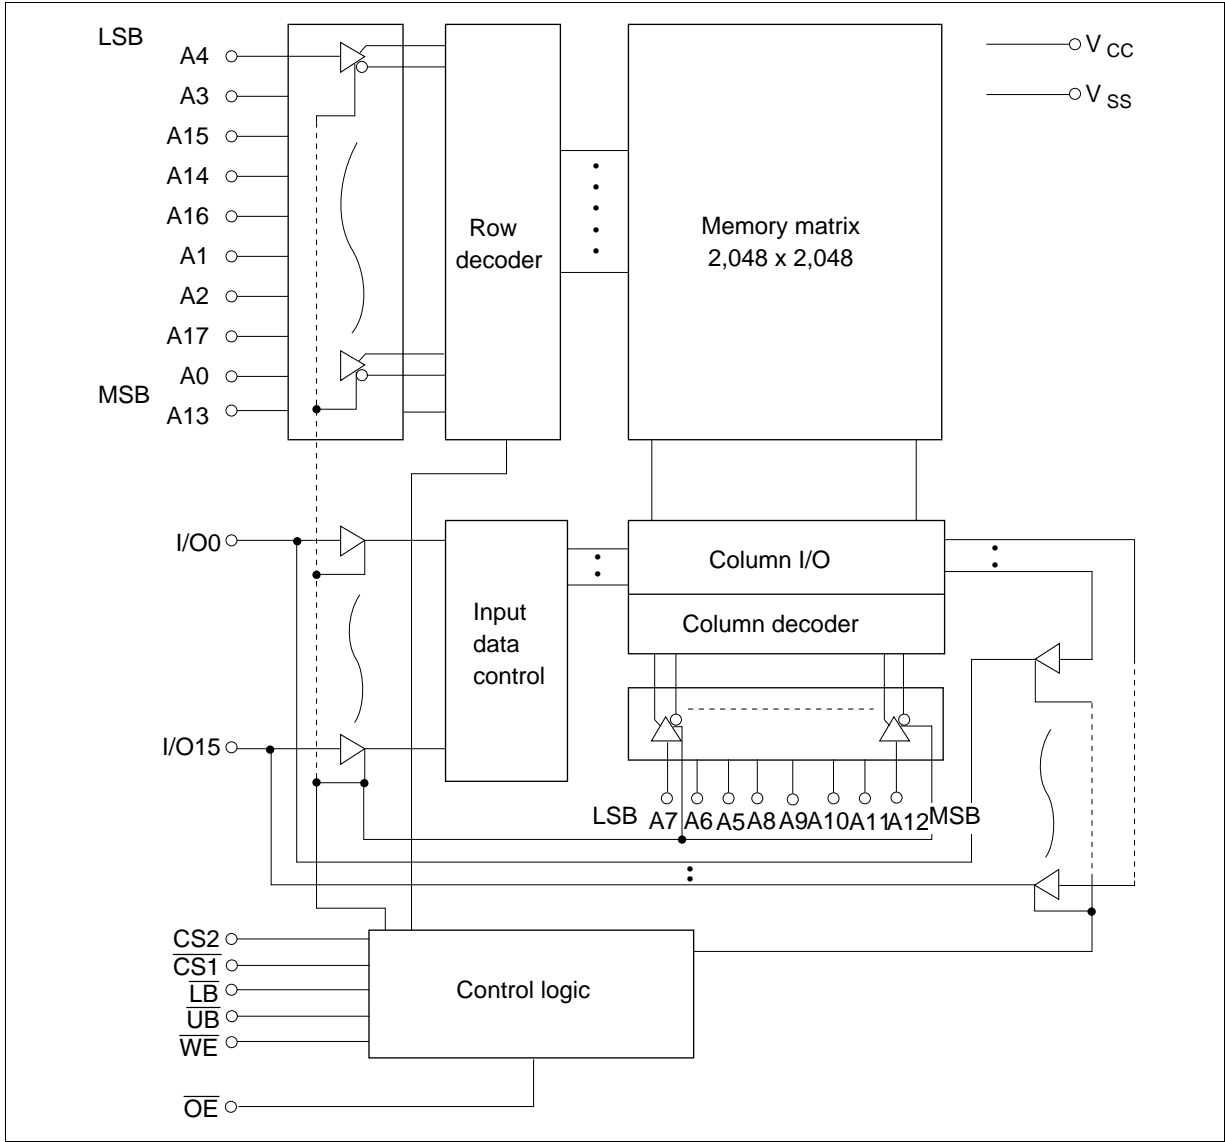 LSB
A4
A3
A15
A14
A16
A1
A2
A17
A0
MSB
A13
Row
decoder
Memory matrix
2,048 x 2,048
V CC
V SS
I/O0
I/O15
Input
data
control
Column I/O
Column decoder
LSB A7 A6 A5 A8 A9 A10 A11 A12 MSB
CS2
CS1
LB
UB
WE
OE
Control logic